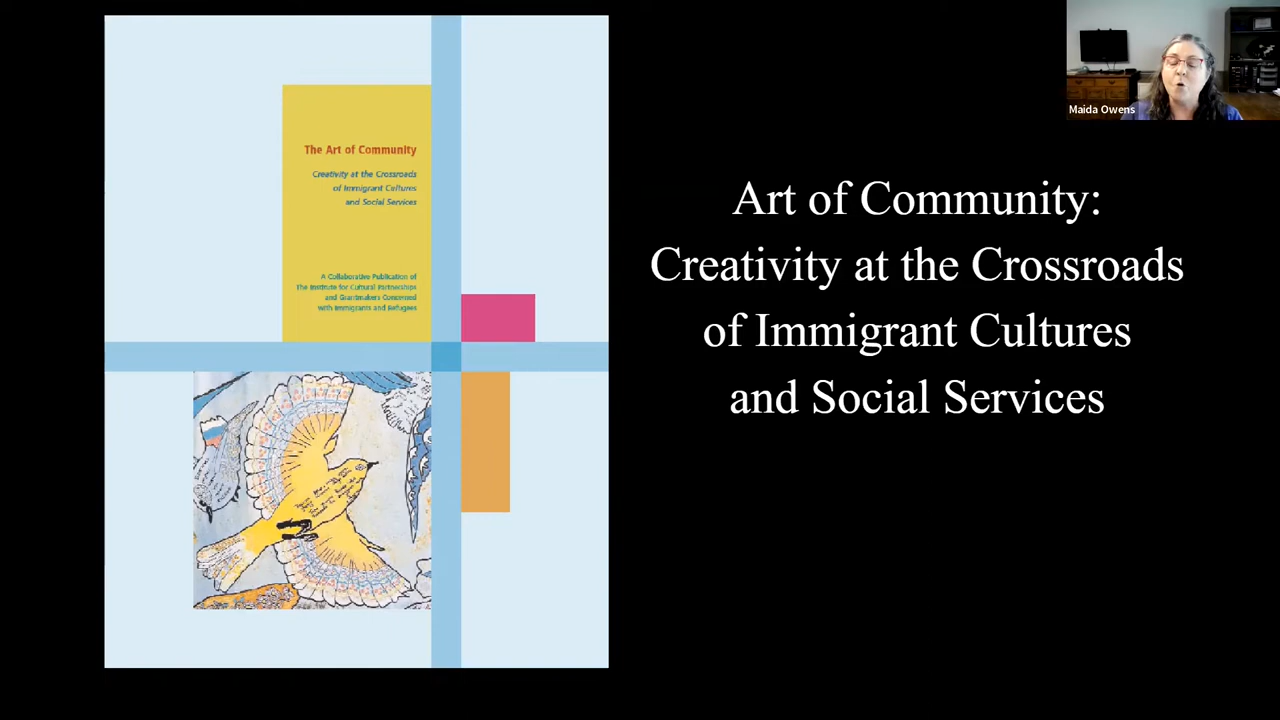 The Art of Community
Creativity at the Crossroads
of Immigrant Cultures
and Social Services
A Collaborative Publication of
The Institute for Cultural Partnerships
and Grantmakers Concerned
with Immigrants and Refugees
Art of Community:
Creativity at the Crossroads
of Immigrant Cultures
and Social Services
Maida Owens